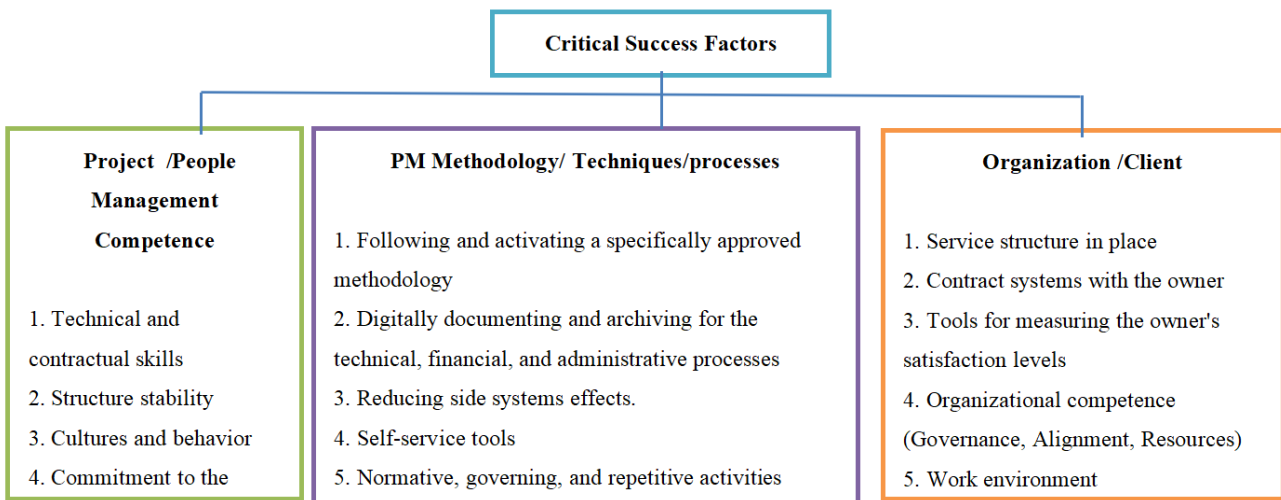 Critical Success Factors
Project /People
Management
Competence
1. Technical and
contractual skills
2. Structure stability
3. Cultures and behavior
4. Commitment to the
PM Methodology/ Techniques/processes
1. Following and activating a specifically approved
methodology
2. Digitally documenting and archiving for the
technical, financial, and administrative processes
3. Reducing side systems effects.
4. Self-service tools
5. Normative, governing, and repetitive activities
Organization /Client
1. Service structure in place
2. Contract systems with the owner
3. Tools for measuring the owner's
satisfaction levels
4. Organizational competence
(Governance, Alignment, Resources)
5. Work environment